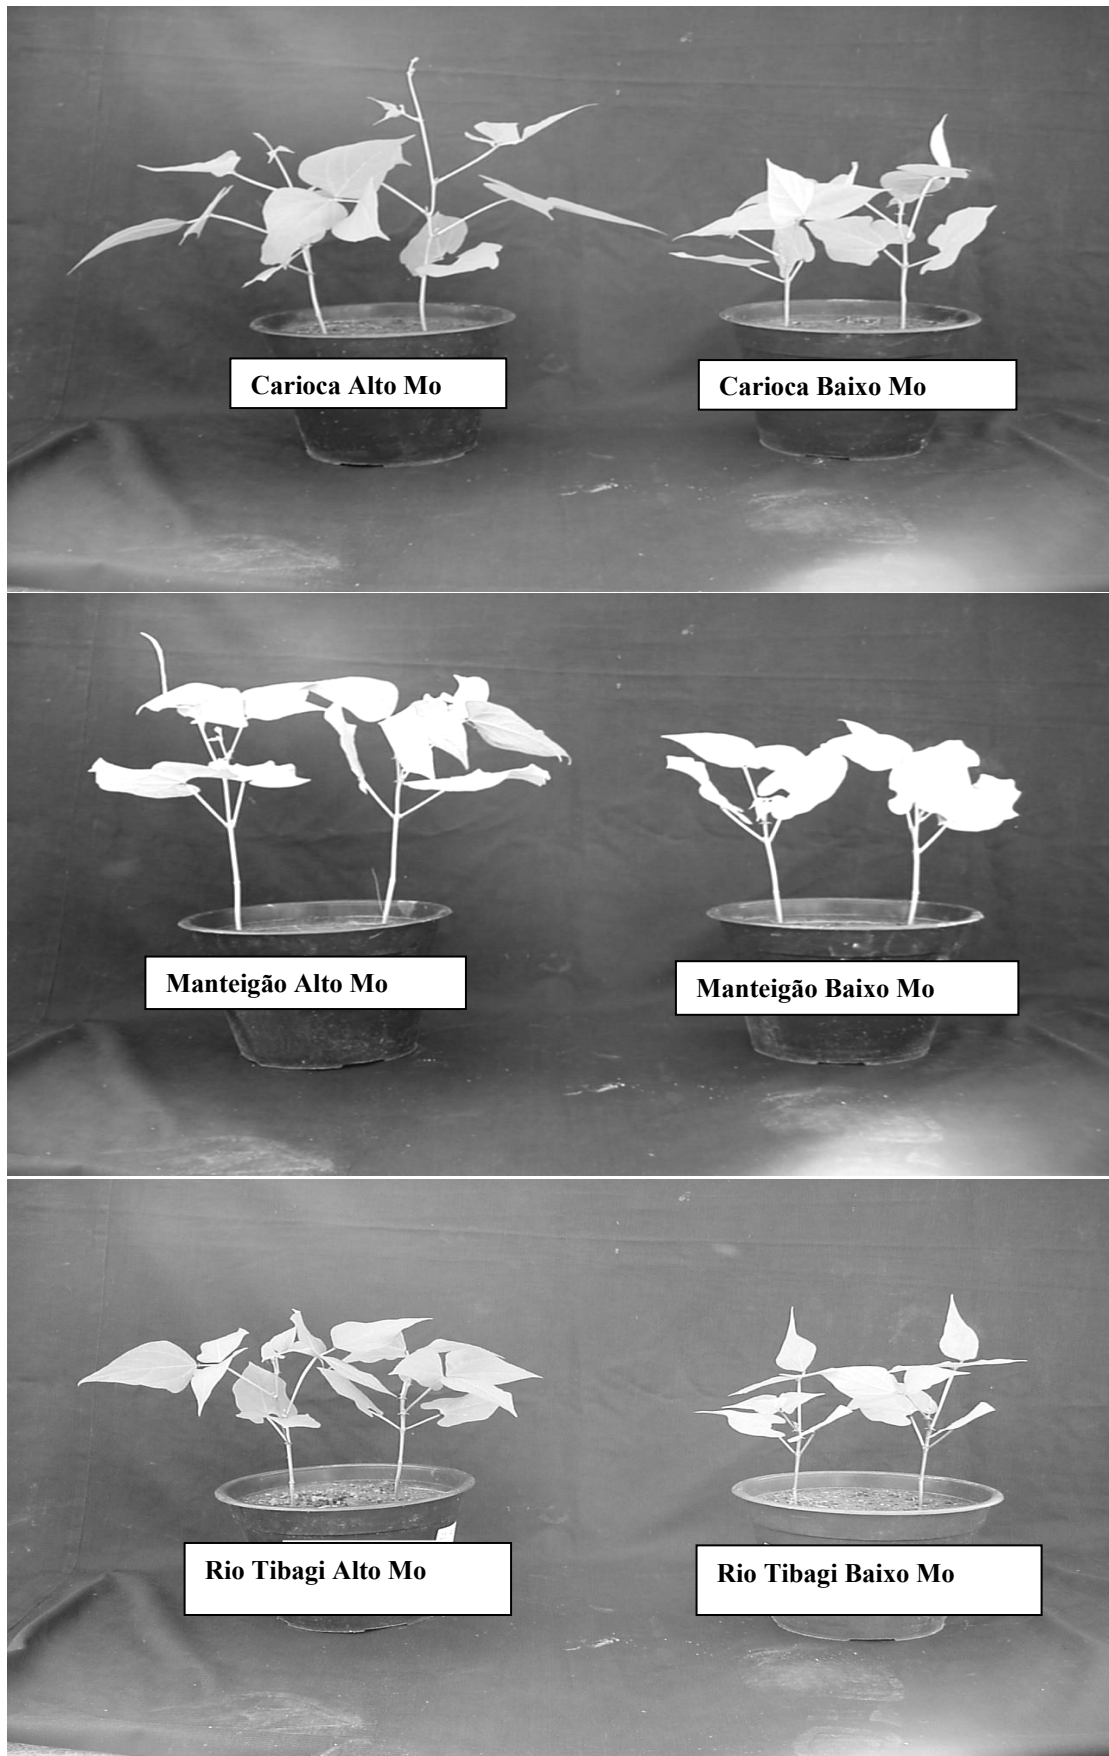 Carioca Alto Mo
Carioca Baixo Mo
Manteigão Alto Mo
Manteigão Baixo Mo
Rio Tibagi Alto Mo
Rio Tibagi Baixo Mo